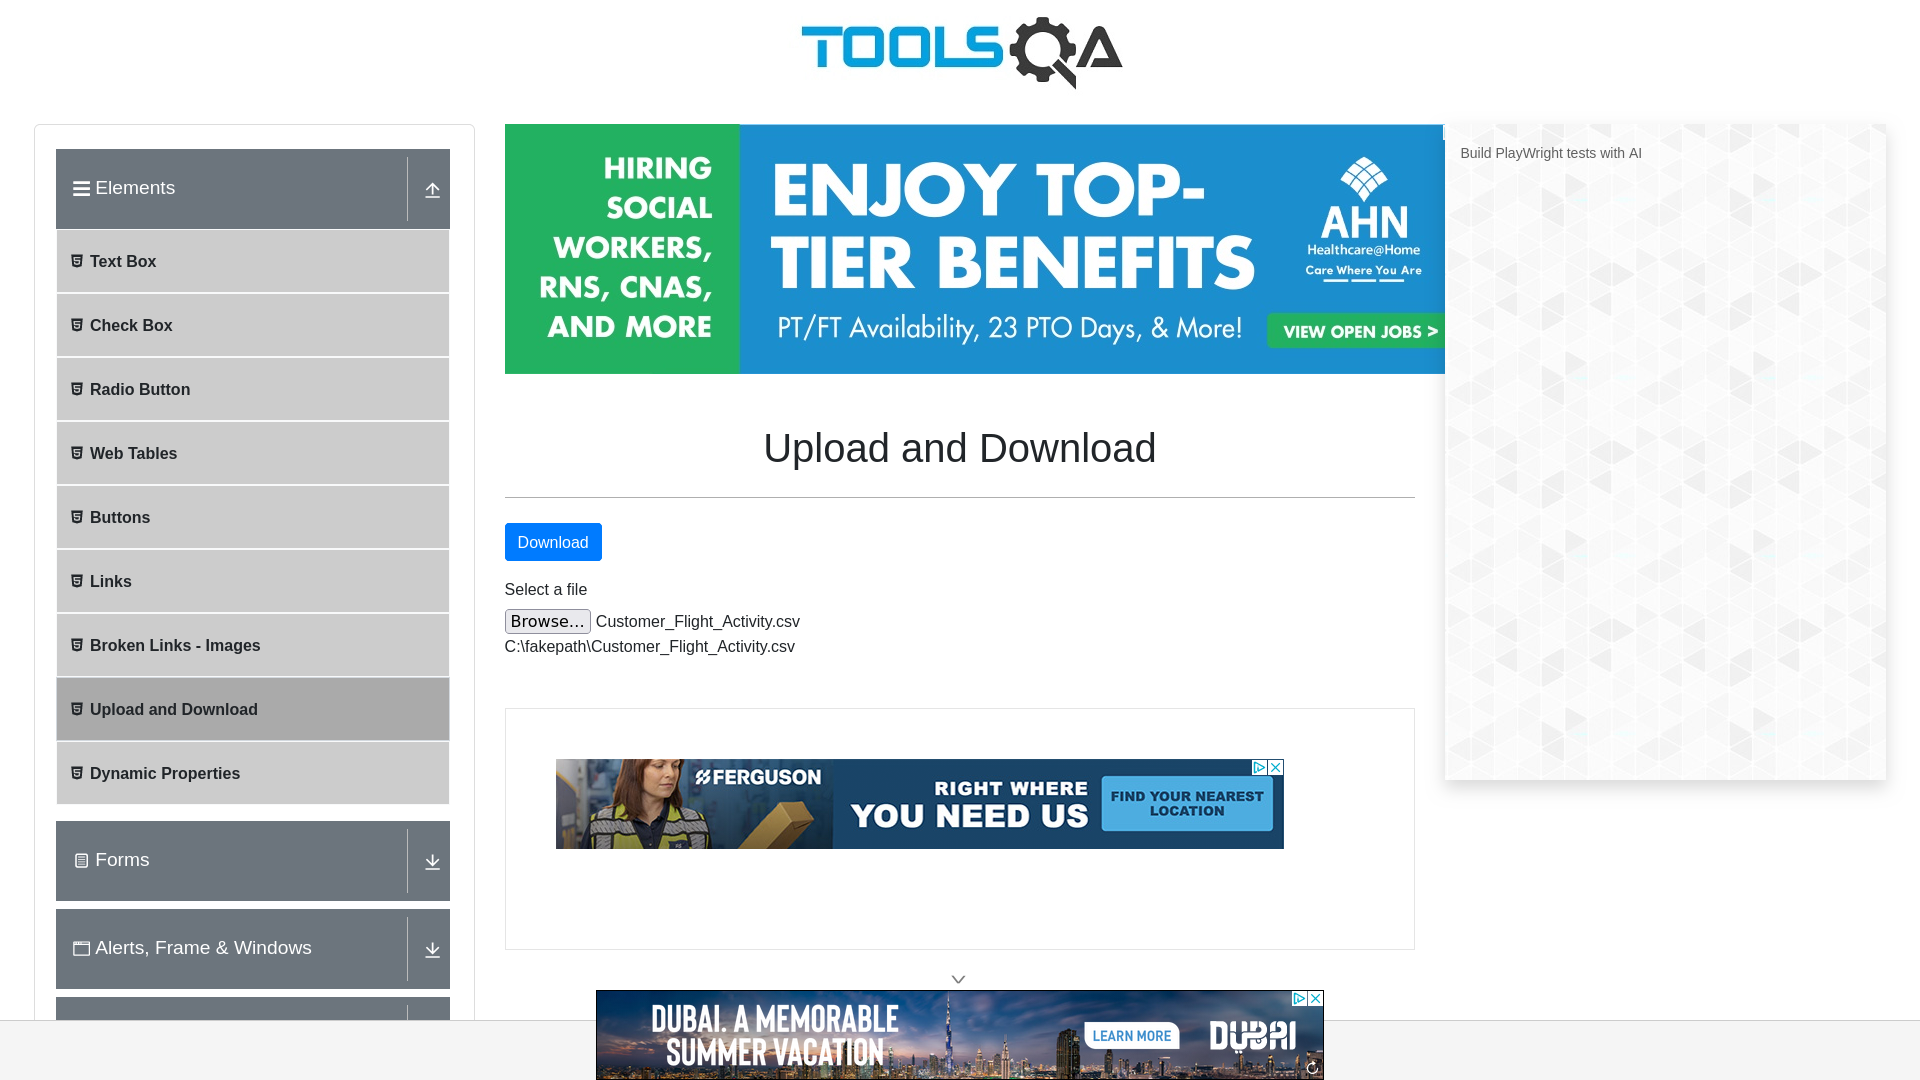 TOOLSQA
Elements
Text Box
Check Box
Radio Button
Web Tables
Buttons
Links
Broken Links - Images
Upload and Download
Dynamic Properties
Forms
Alerts, Frame & Windows
HIRING
SOCIAL
WORKERS,
RNS, CNAS,
AND MORE
ENJOY TOP-
TIER BENEFITS
PT/FT Availability, 23 PTO Days, & More!
AHN
Healthcare@Home
Care Where You Are
VIEW OPEN JOBS >
Build PlayWright tests with AI
Upload and Download
Download
Select a file
Browse... Customer_Flight_Activity.csv
C:\fakepath\Customer_Flight_Activity.csv
FERGUSON
RIGHT WHERE
YOU NEED US
FIND YOUR NEAREST
LOCATION
DUBAI. A MEMORABLE
SUMMER VACATION
LEARN MORE
DUBAI